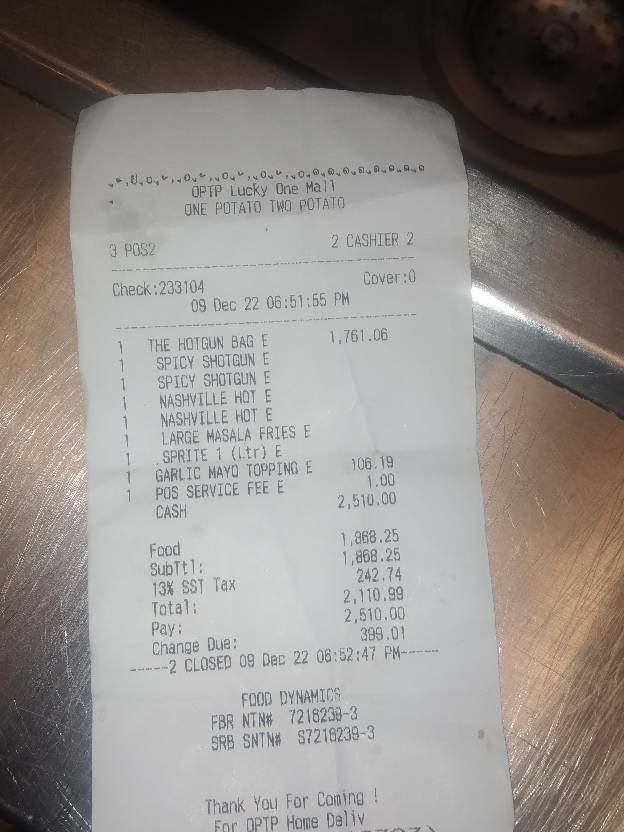 OPTP Lucky One Mall
ONE POTATO TWO POTATO
3 POS2 2 CASHIER 2
Check:233104 Cover:0
09 Dec 22 06:51:55 PM
1 THE HOTGUN BAG E 1,761.06
1 SPICY SHOTGUN E
1 SPICY SHOTGUN E
1 NASHVILLE HOT E
1 NASHVILLE HOT E
1 LARGE MASALA FRIES E
1 SPRITE 1 (Ltr) E
1 GARLIC MAYO TOPPING E 106.19
1 POS SERVICE FEE E 1.00
CASH 2,510.00
Food 1,868.25
SubTtl: 1,868.25
13% SST Tax 242.74
Total: 2,110.99
Pay: 2,510.00
Change Due: 399.01
-----2 CLOSED 09 Dec 22 06:52:47 PM-----
FOOD DYNAMICS
FBR NTN# 7216239-3
SRB SNTN# S7216239-3
Thank You For Coming !
For OPTP Home Deliv